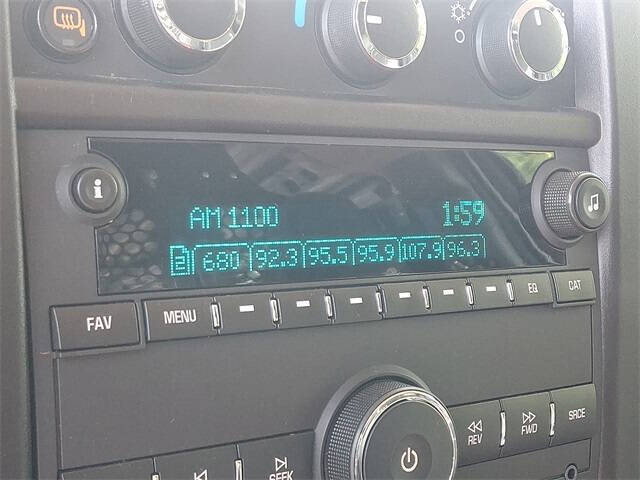 AM 1100 1:59
2 680 92.3 95.5 95.9 107.9 96.3
FAV MENU EQ CAT
REV FWD SRCE
SEEK